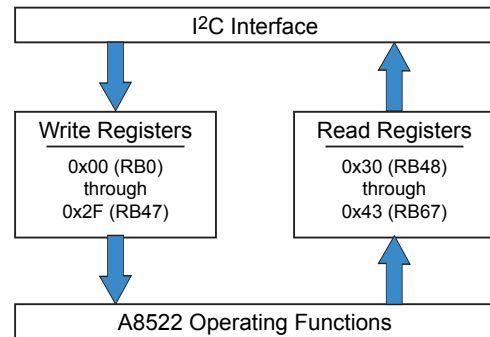 I²C Interface
Write Registers
0x00 (RB0)
through
0x2F (RB47)
Read Registers
0x30 (RB48)
through
0x43 (RB67)
A8522 Operating Functions